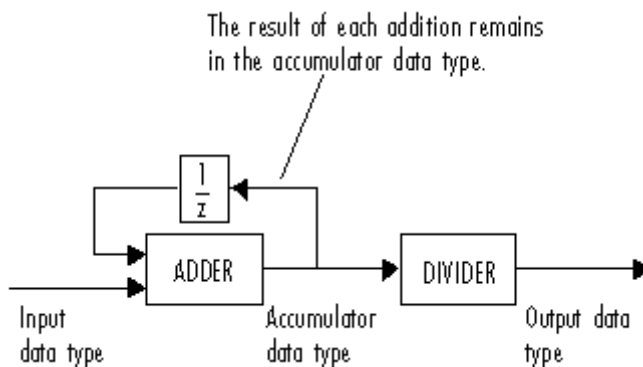 The result of each addition remains
in the accumulator data type.
1
z
ADDER
DIVIDER
Input
data type
Accumulator
data type
Output data
type